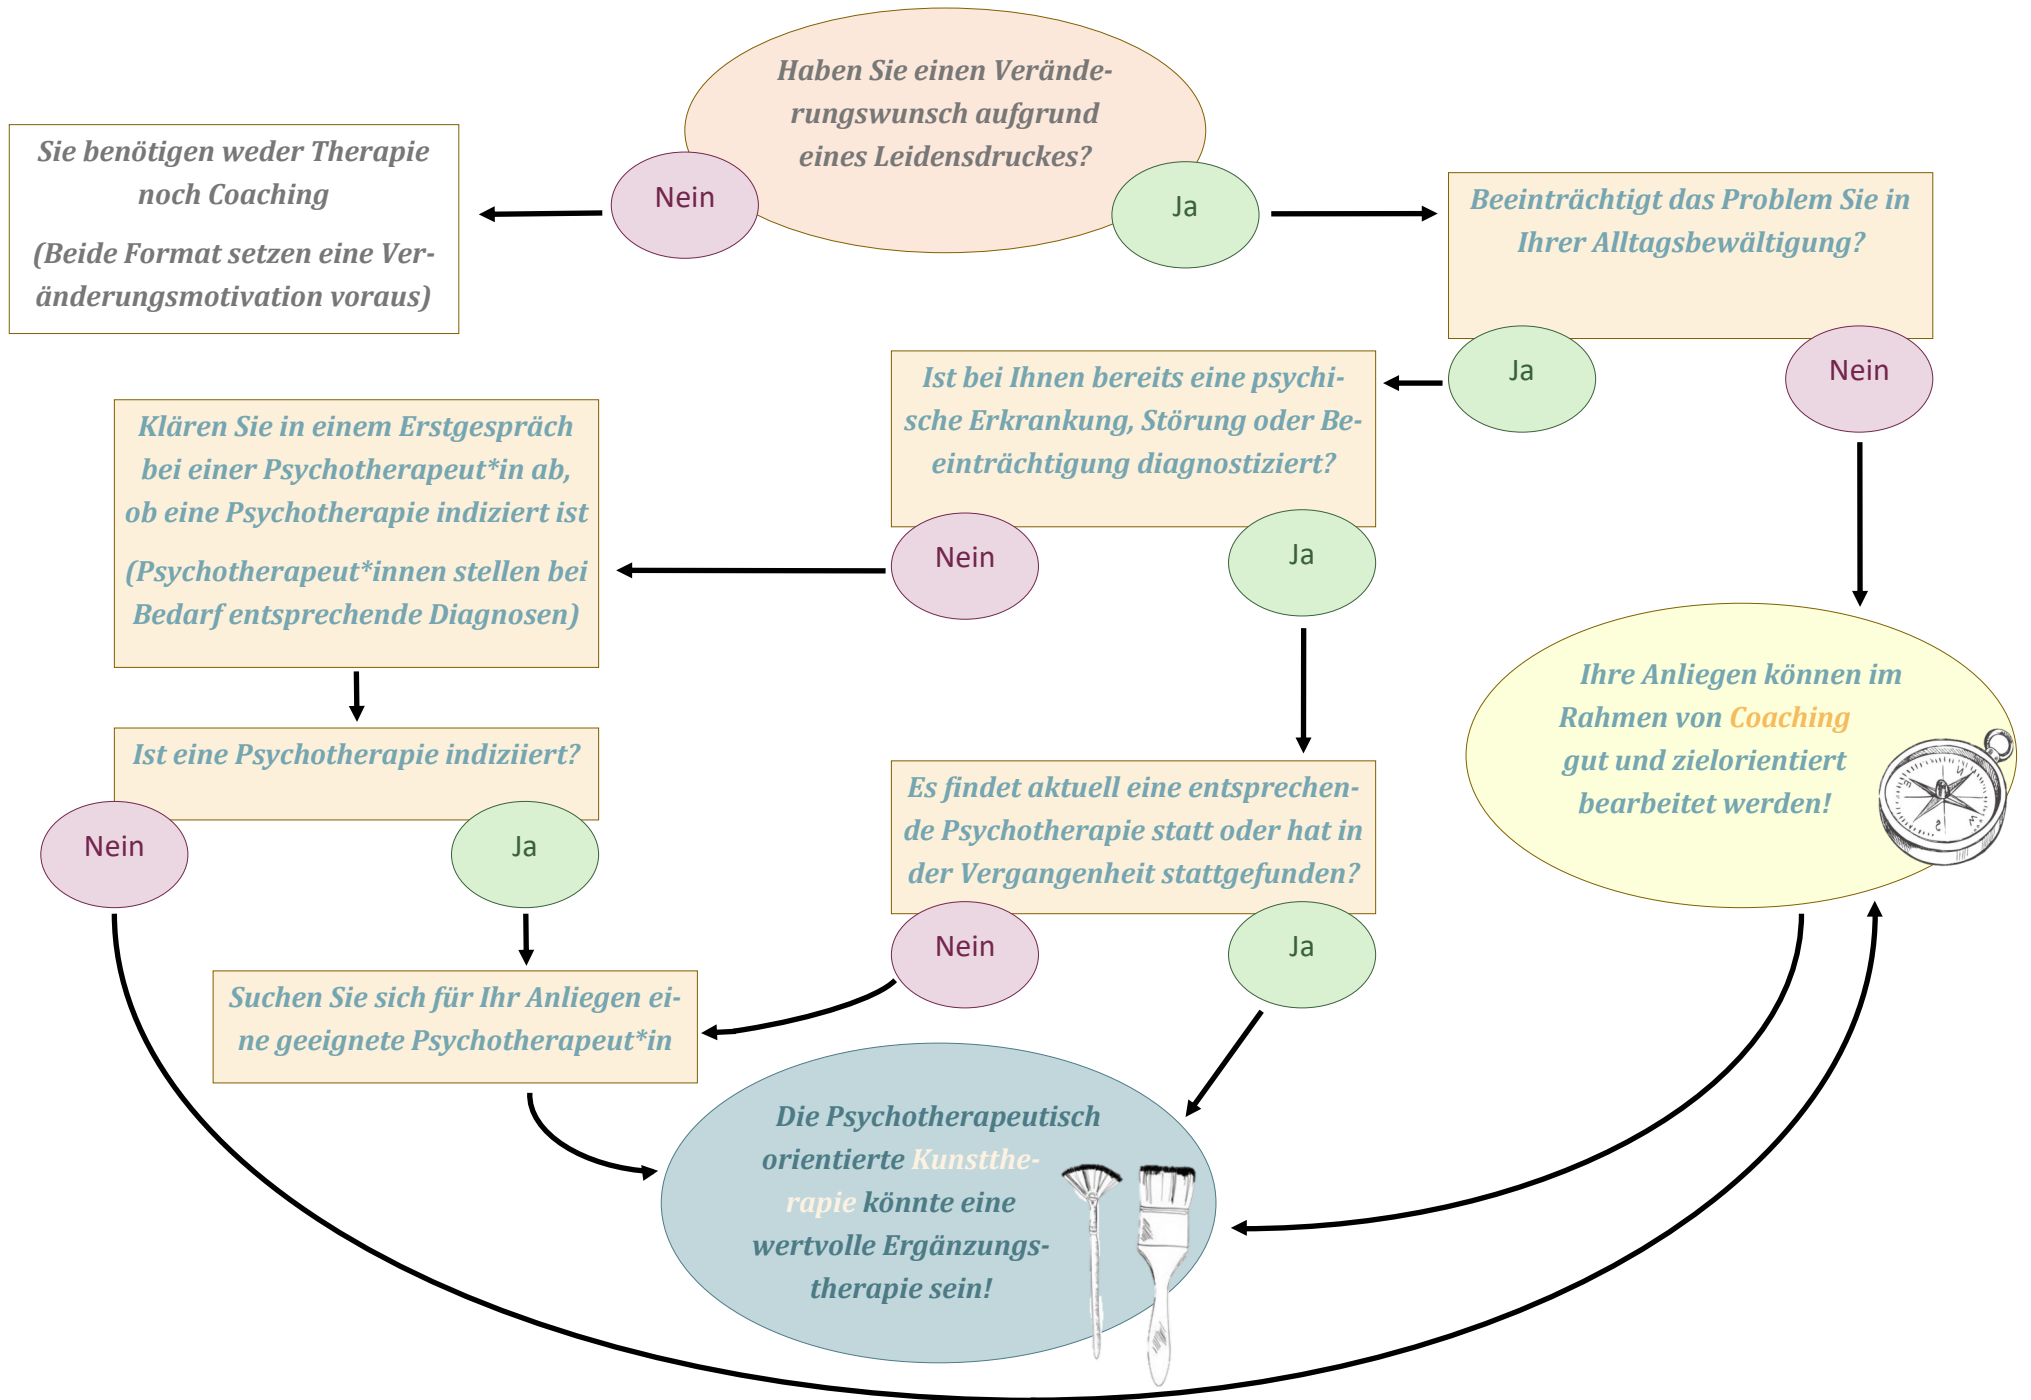 Haben Sie einen Verände-
rungswunsch aufgrund
eines Leidensdruckes?
Nein
Ja
Sie benötigen weder Therapie
noch Coaching
(Beide Format setzen eine Ver-
änderungsmotivation voraus)
Beeinträchtigt das Problem Sie in
Ihrer Alltagsbewältigung?
Ja
Nein
Ist bei Ihnen bereits eine psychi-
sche Erkrankung, Störung oder Be-
einträchtigung diagnostiziert?
Nein
Ja
Klären Sie in einem Erstgespräch
bei einer Psychotherapeut*in ab,
ob eine Psychotherapie indiziert ist
(Psychotherapeut*innen stellen bei
Bedarf entsprechende Diagnosen)
Ist eine Psychotherapie indiziiert?
Nein
Ja
Es findet aktuell eine entsprechen-
de Psychotherapie statt oder hat in
der Vergangenheit stattgefunden?
Nein
Ja
Ihre Anliegen können im
Rahmen von Coaching
gut und zielorientiert
bearbeitet werden!
Suchen Sie sich für Ihr Anliegen ei-
ne geeignete Psychotherapeut*in
Die Psychotherapeutisch
orientierte Kunstthe-
rapie könnte eine
wertvolle Ergänzungs-
therapie sein!